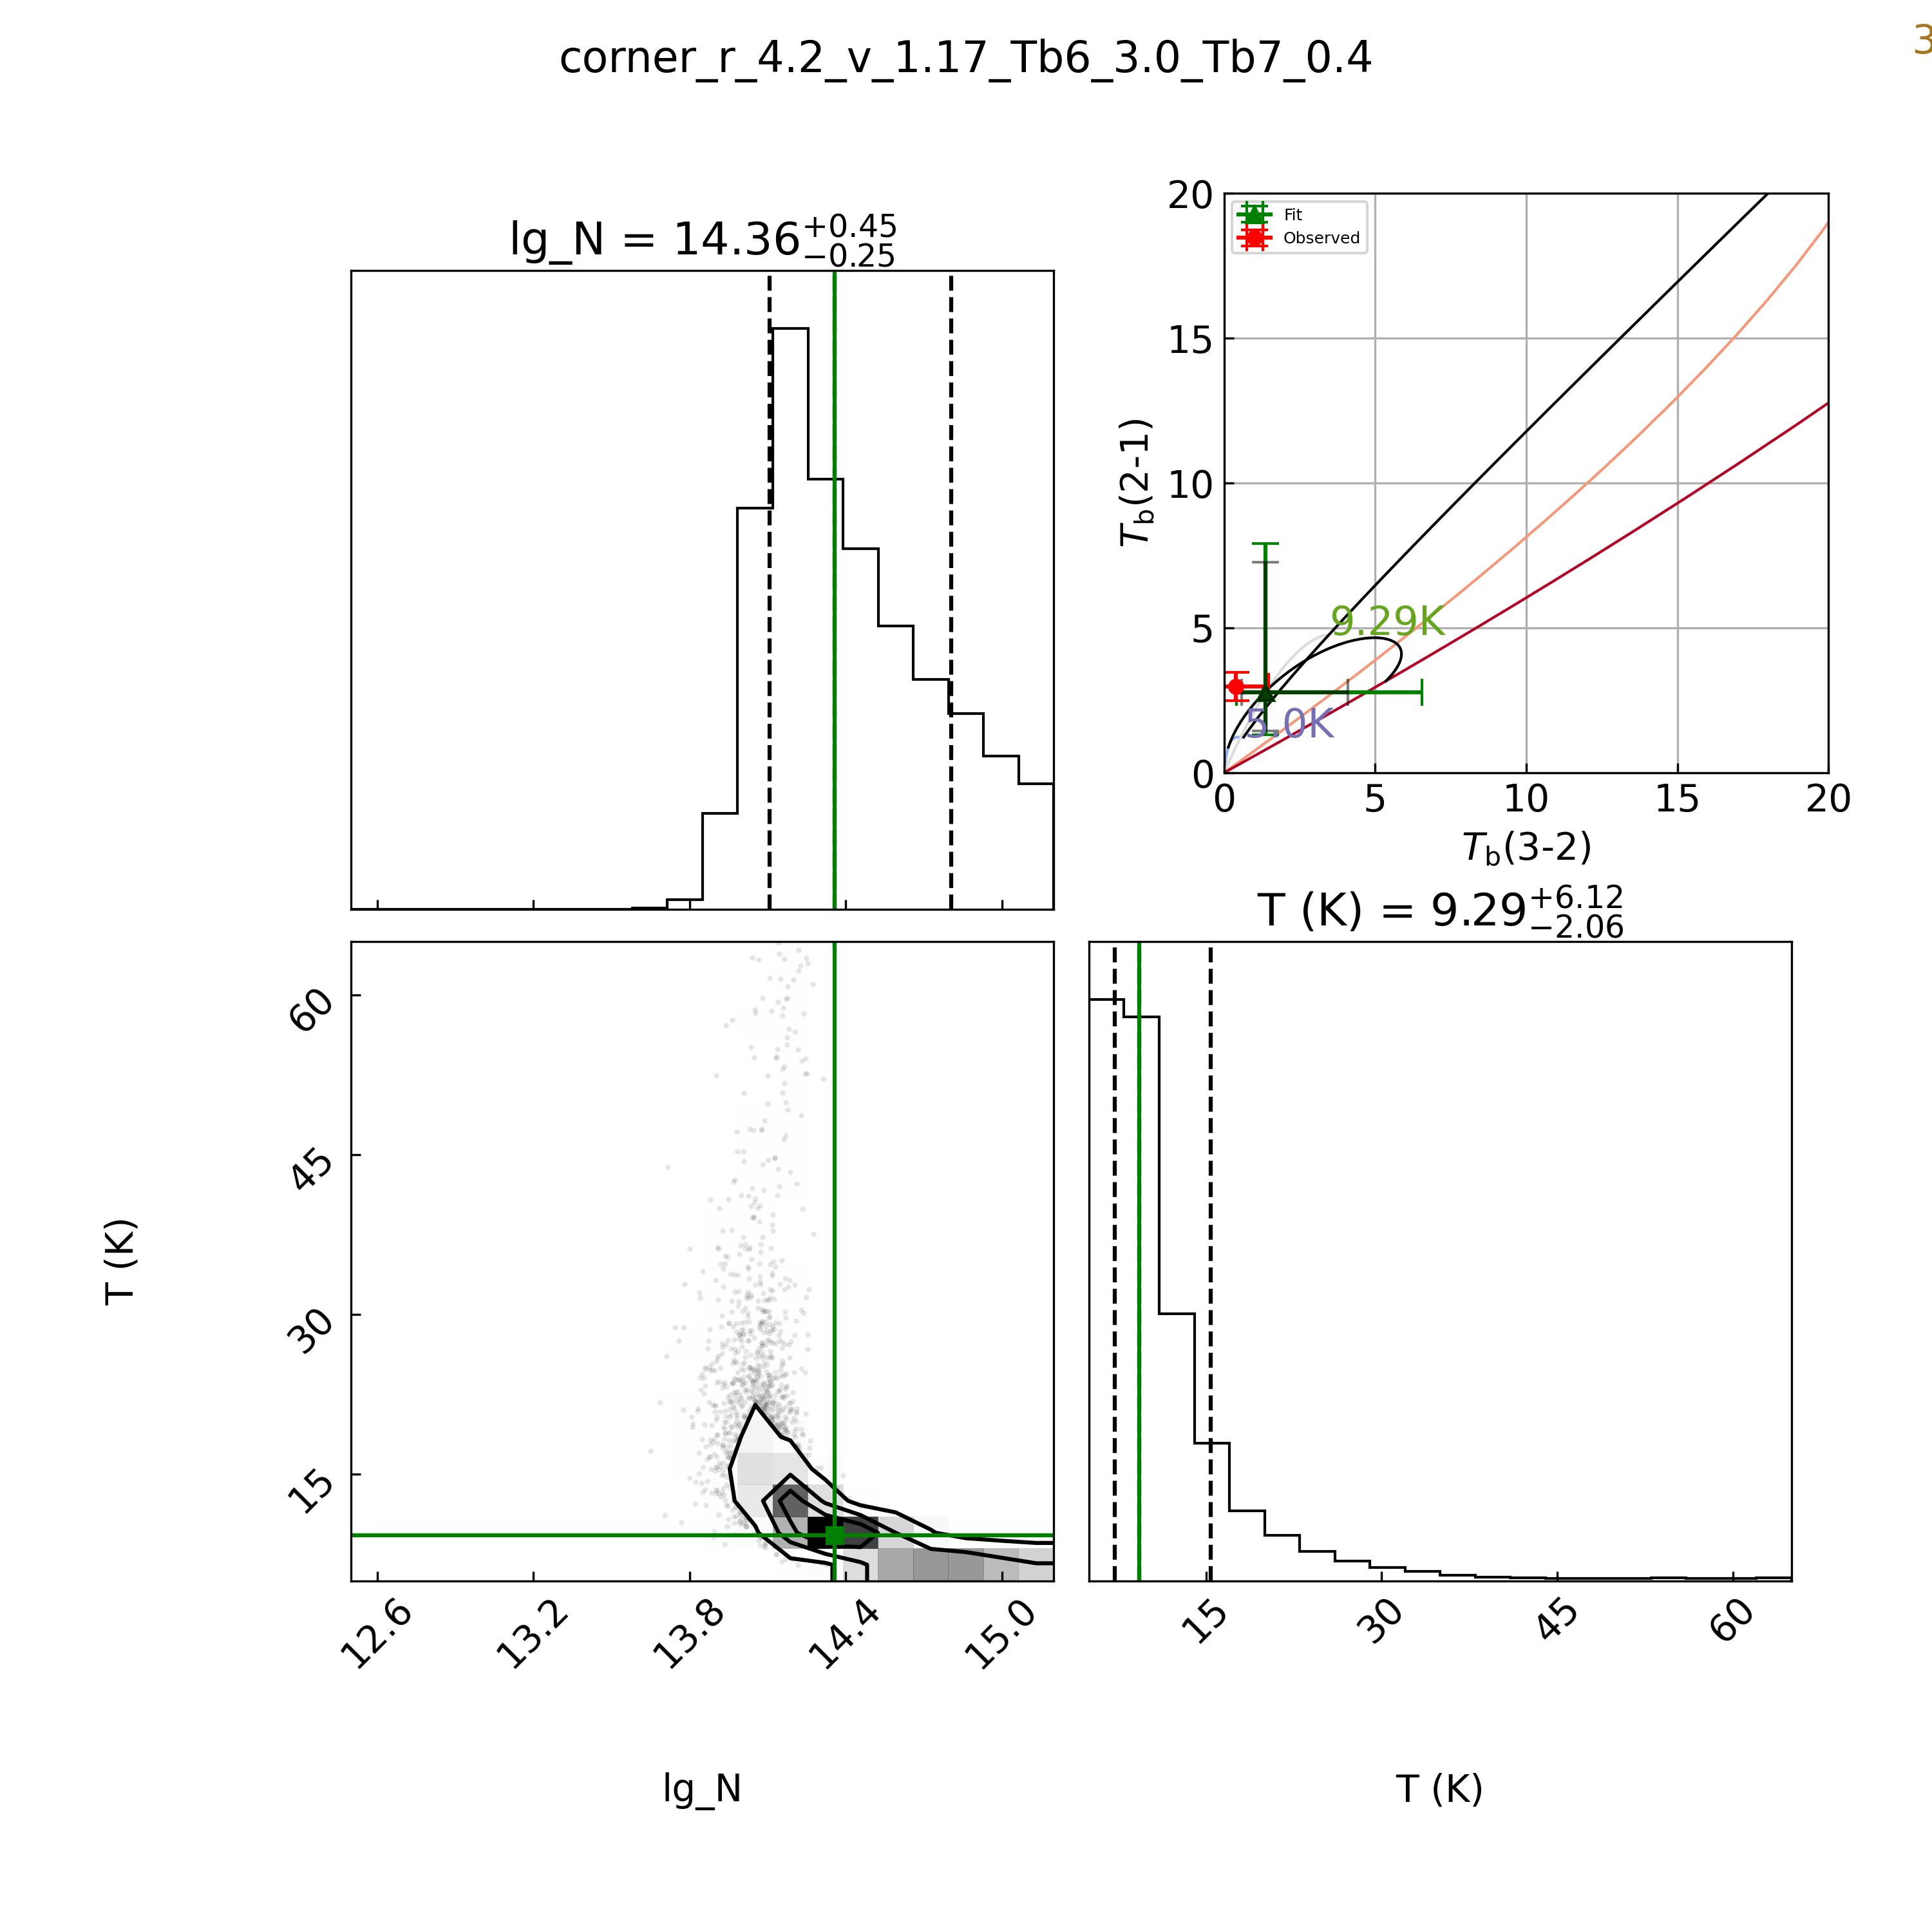 corner_r_4.2_v_1.17_Tb6_3.0_Tb7_0.4
3
lg_N = 14.36 +0.45 −0.25
20
15
10
5
0
Tb(2-1)
Fit
Observed
9.29K
5.0K
0 5 10 15 20
Tb(3-2)
T (K) = 9.29 +6.12 −2.06
60
45
30
15
T (K)
12.6 13.2 13.8 14.4 15.0
lg_N
15 30 45 60
T (K)